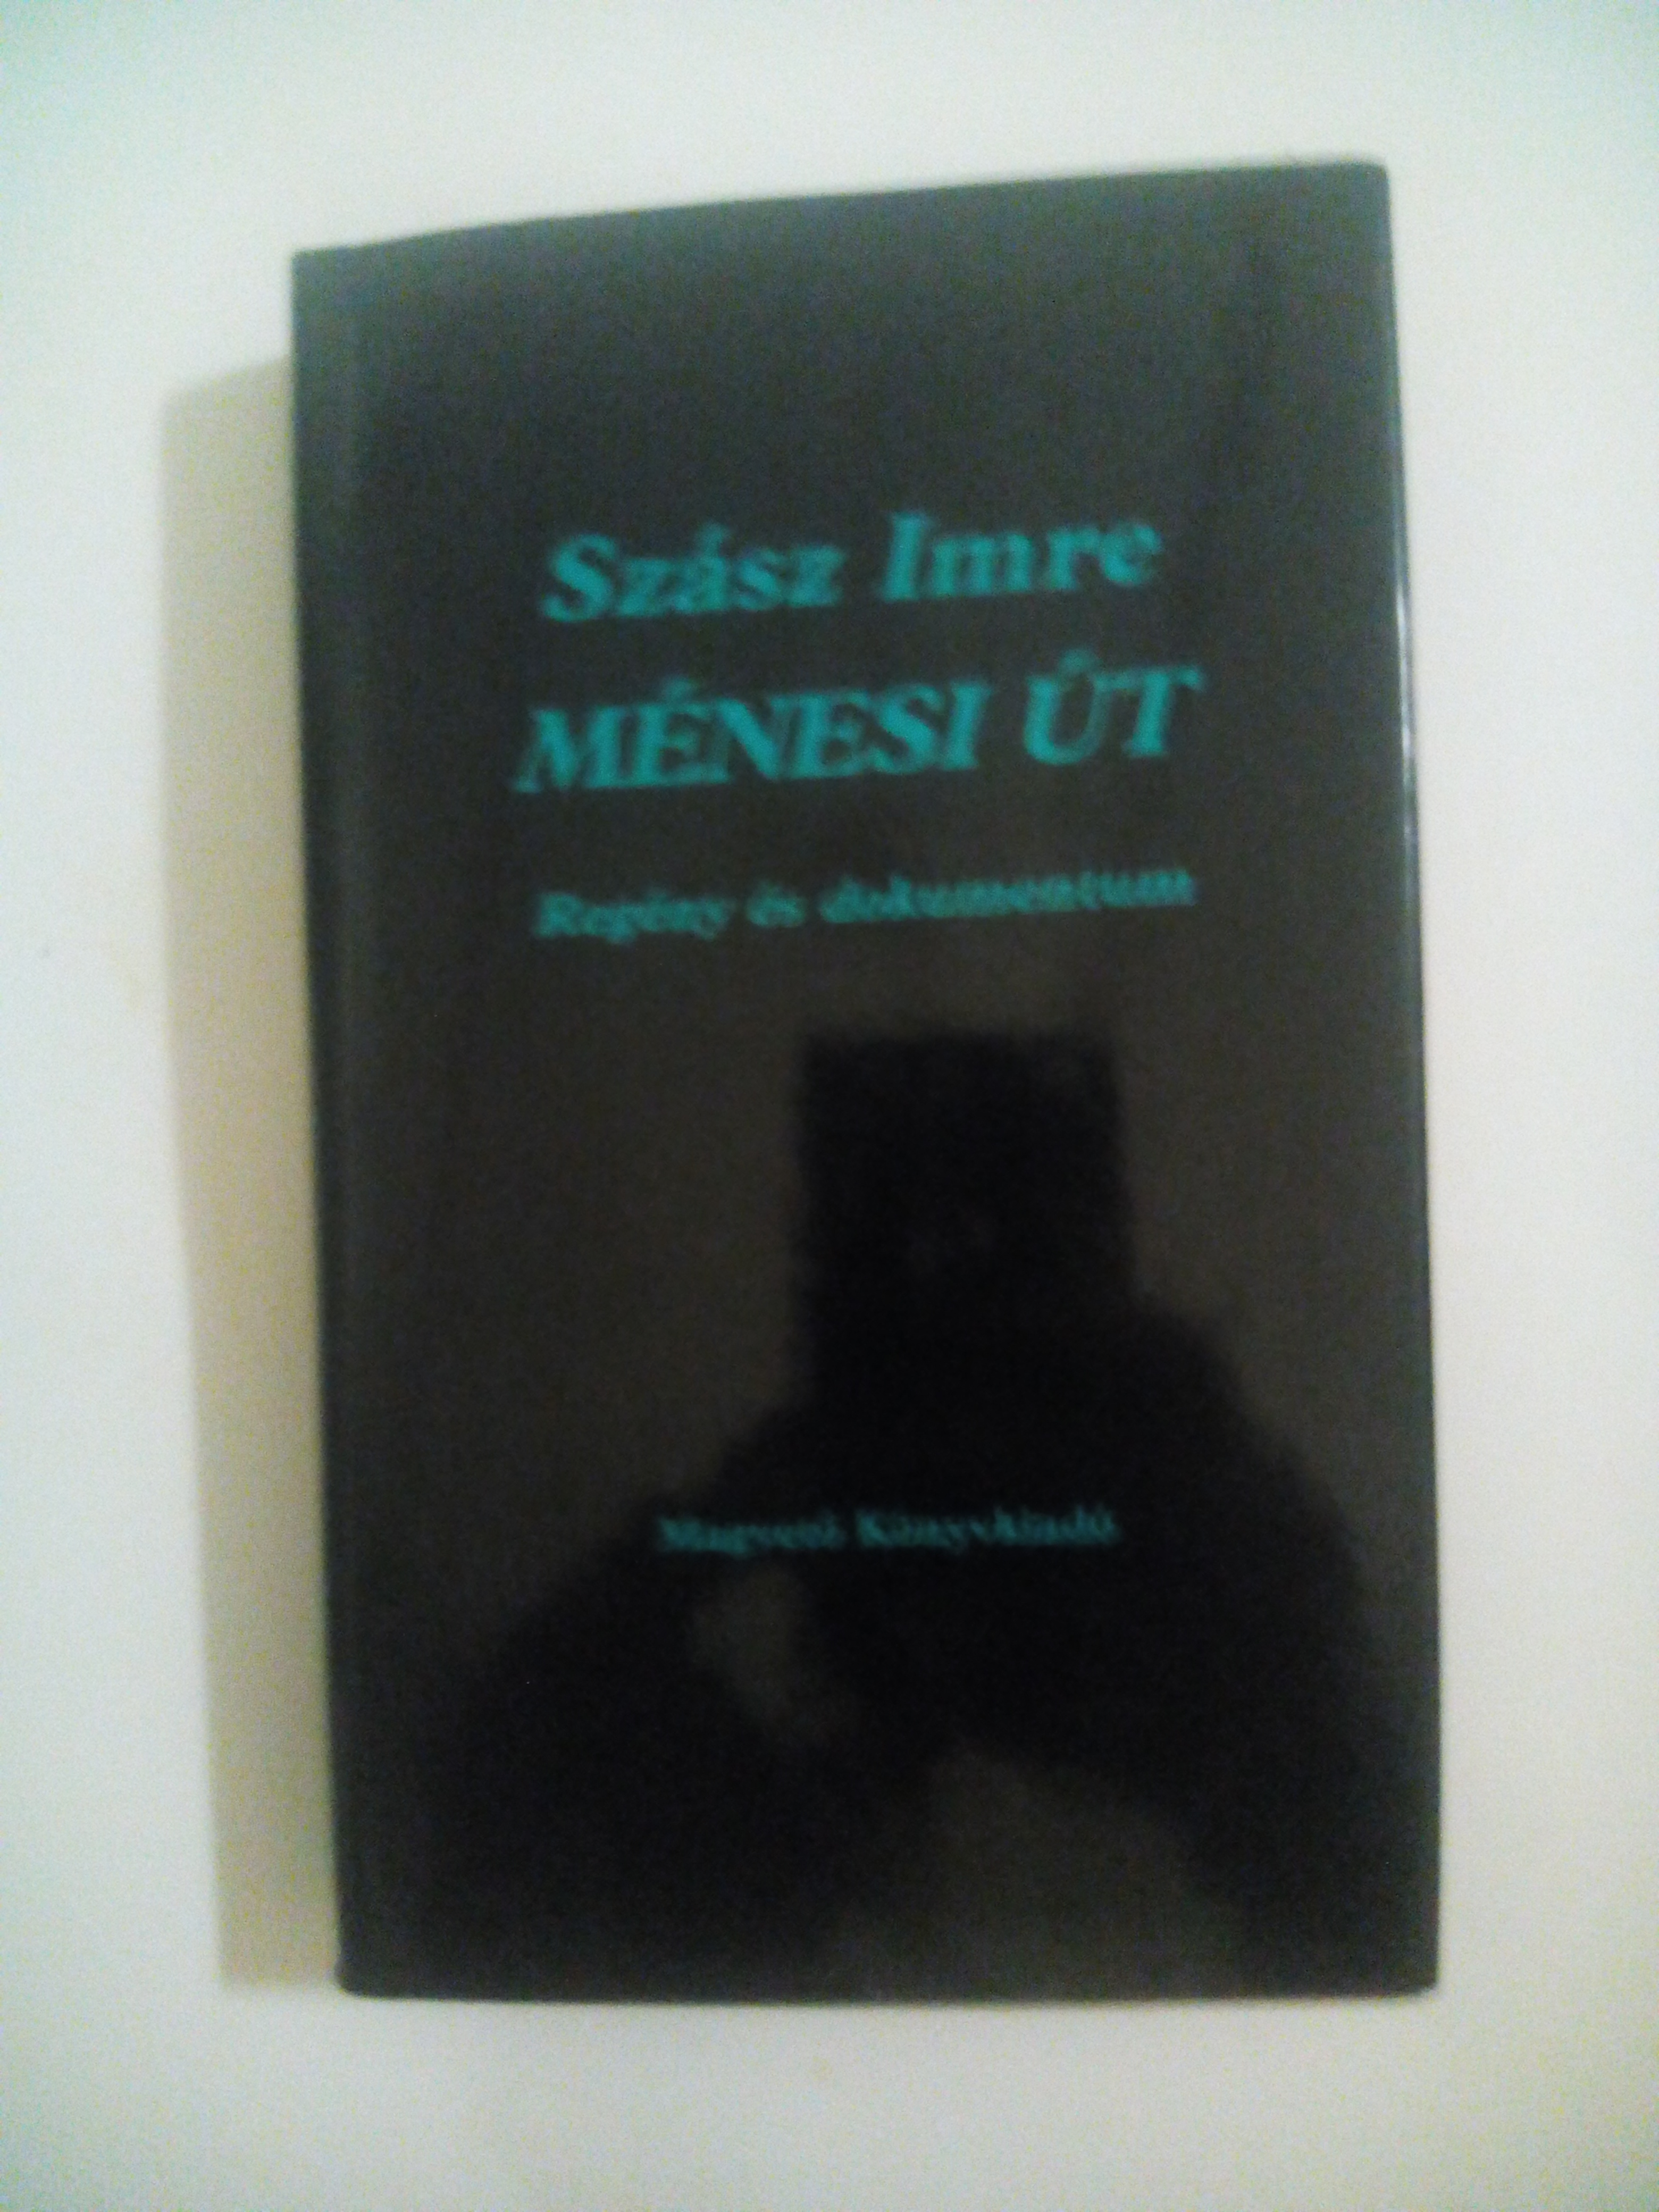 Szász Imre
MÉNESI ÚT
Regény és dokumentum
Magvető Könyvkiadó